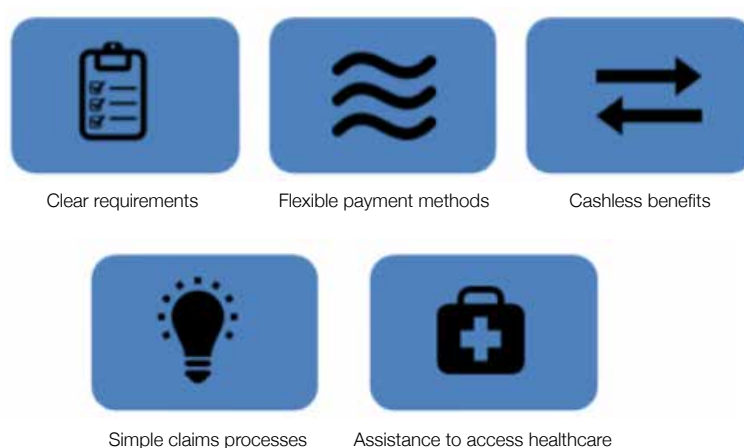 Clear requirements
Flexible payment methods
Cashless benefits
Simple claims processes
Assistance to access healthcare